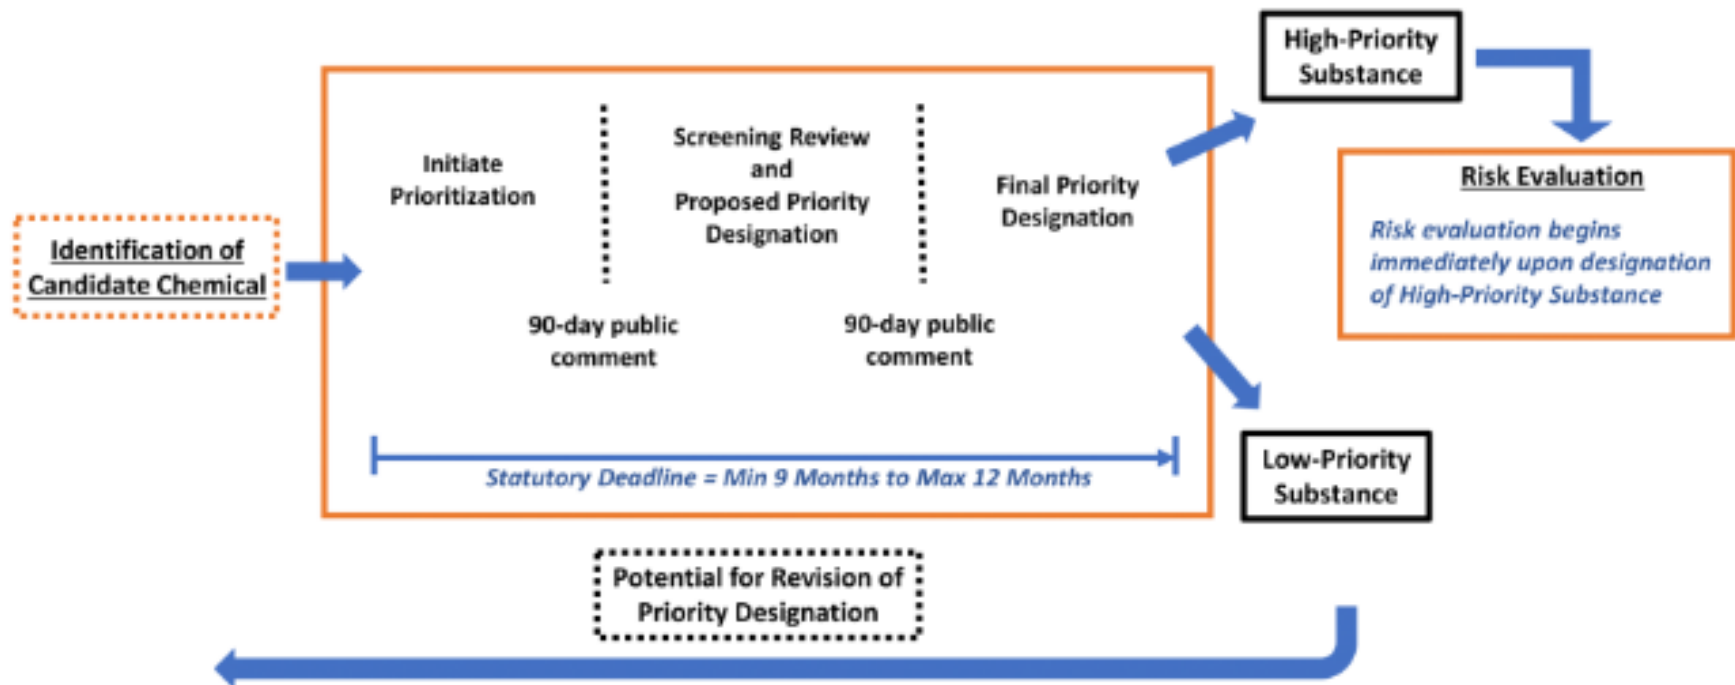 Identification of
Candidate Chemical
Initiate
Prioritization
90-day public
comment
Screening Review
and
Proposed Priority
Designation
90-day public
comment
Final Priority
Designation
Statutory Deadline = Min 9 Months to Max 12 Months
High-Priority
Substance
Risk Evaluation
Risk evaluation begins
immediately upon designation
of High-Priority Substance
Low-Priority
Substance
Potential for Revision of
Priority Designation